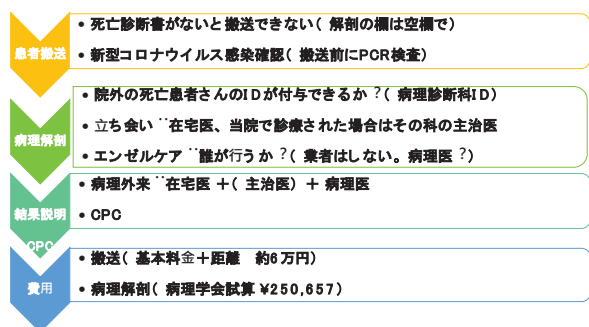 患者搬送
• 死亡診断書がないと搬送できない( 解剖の欄は空欄で)
• 新型コロナウイルス感染確認( 搬送前にPCR検査)
病理解剖
• 院外の死亡患者さんのIDが付与できるか ?( 病理診断科ID)
• 立ち会い ¨在宅医、当院で診療された場合はその科の主治医
• エンゼルケア ¨誰が行うか ?( 業者はしない。病理医 ?)
結果説明
CPC
• 病理外来 ¨在宅医 +( 主治医) + 病理医
• CPC
費用
• 搬送( 基本料金+距離 約6万円)
• 病理解剖( 病理学会試算 ¥250,657)